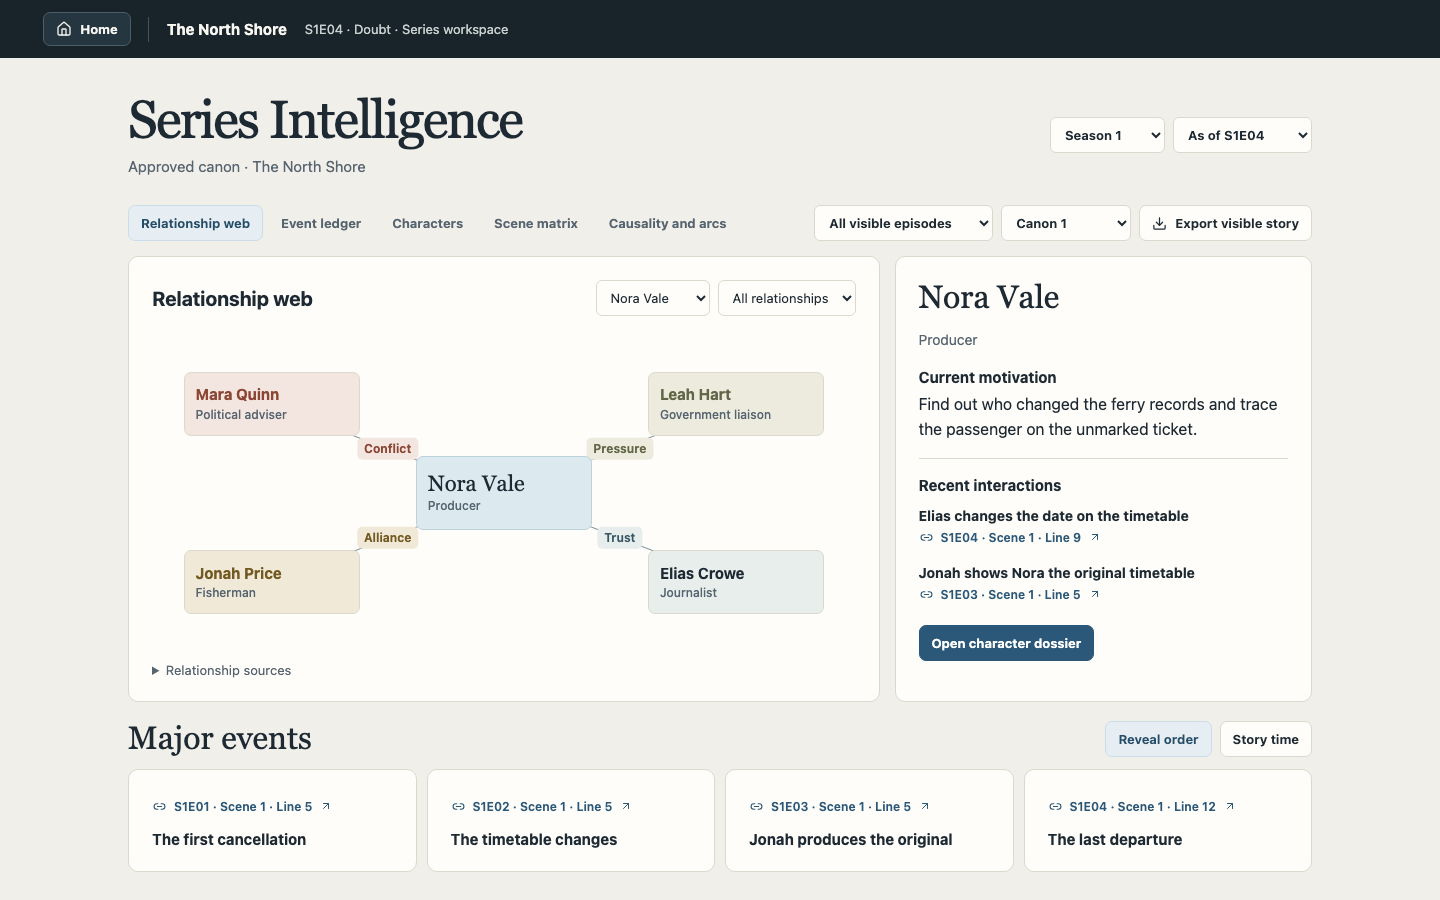 Home
The North Shore
S1E04 · Doubt · Series workspace
Series Intelligence
Approved canon · The North Shore
Season 1
As of S1E04
Relationship web
Event ledger
Characters
Scene matrix
Causality and arcs
All visible episodes
Canon 1
Export visible story
Relationship web
Nora Vale
All relationships
Mara Quinn
Political adviser
Leah Hart
Government liaison
Conflict
Pressure
Nora Vale
Producer
Alliance
Trust
Jonah Price
Fisherman
Elias Crowe
Journalist
Relationship sources
Nora Vale
Producer
Current motivation
Find out who changed the ferry records and trace
the passenger on the unmarked ticket.
Recent interactions
Elias changes the date on the timetable
S1E04 · Scene 1 · Line 9
Jonah shows Nora the original timetable
S1E03 · Scene 1 · Line 5
Open character dossier
Major events
Reveal order
Story time
S1E01 · Scene 1 · Line 5
The first cancellation
S1E02 · Scene 1 · Line 5
The timetable changes
S1E03 · Scene 1 · Line 5
Jonah produces the original
S1E04 · Scene 1 · Line 12
The last departure